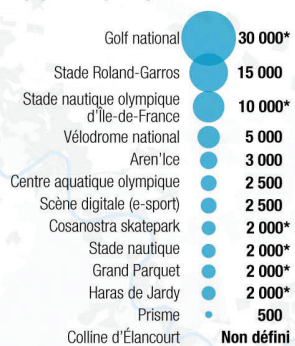 Golf national 30 000*
Stade Roland-Garros 15 000
Stade nautique olympique
d'Île-de-France 10 000*
Vélodrome national 5 000
Aren'Ice 3 000
Centre aquatique olympique 2 500
Scène digitale (e-sport) 2 500
Cosanostra skatepark 2 000*
Stade nautique 2 000*
Grand Parquet 2 000*
Haras de Jardy 2 000*
Prisme 500
Colline d'Élancourt Non défini